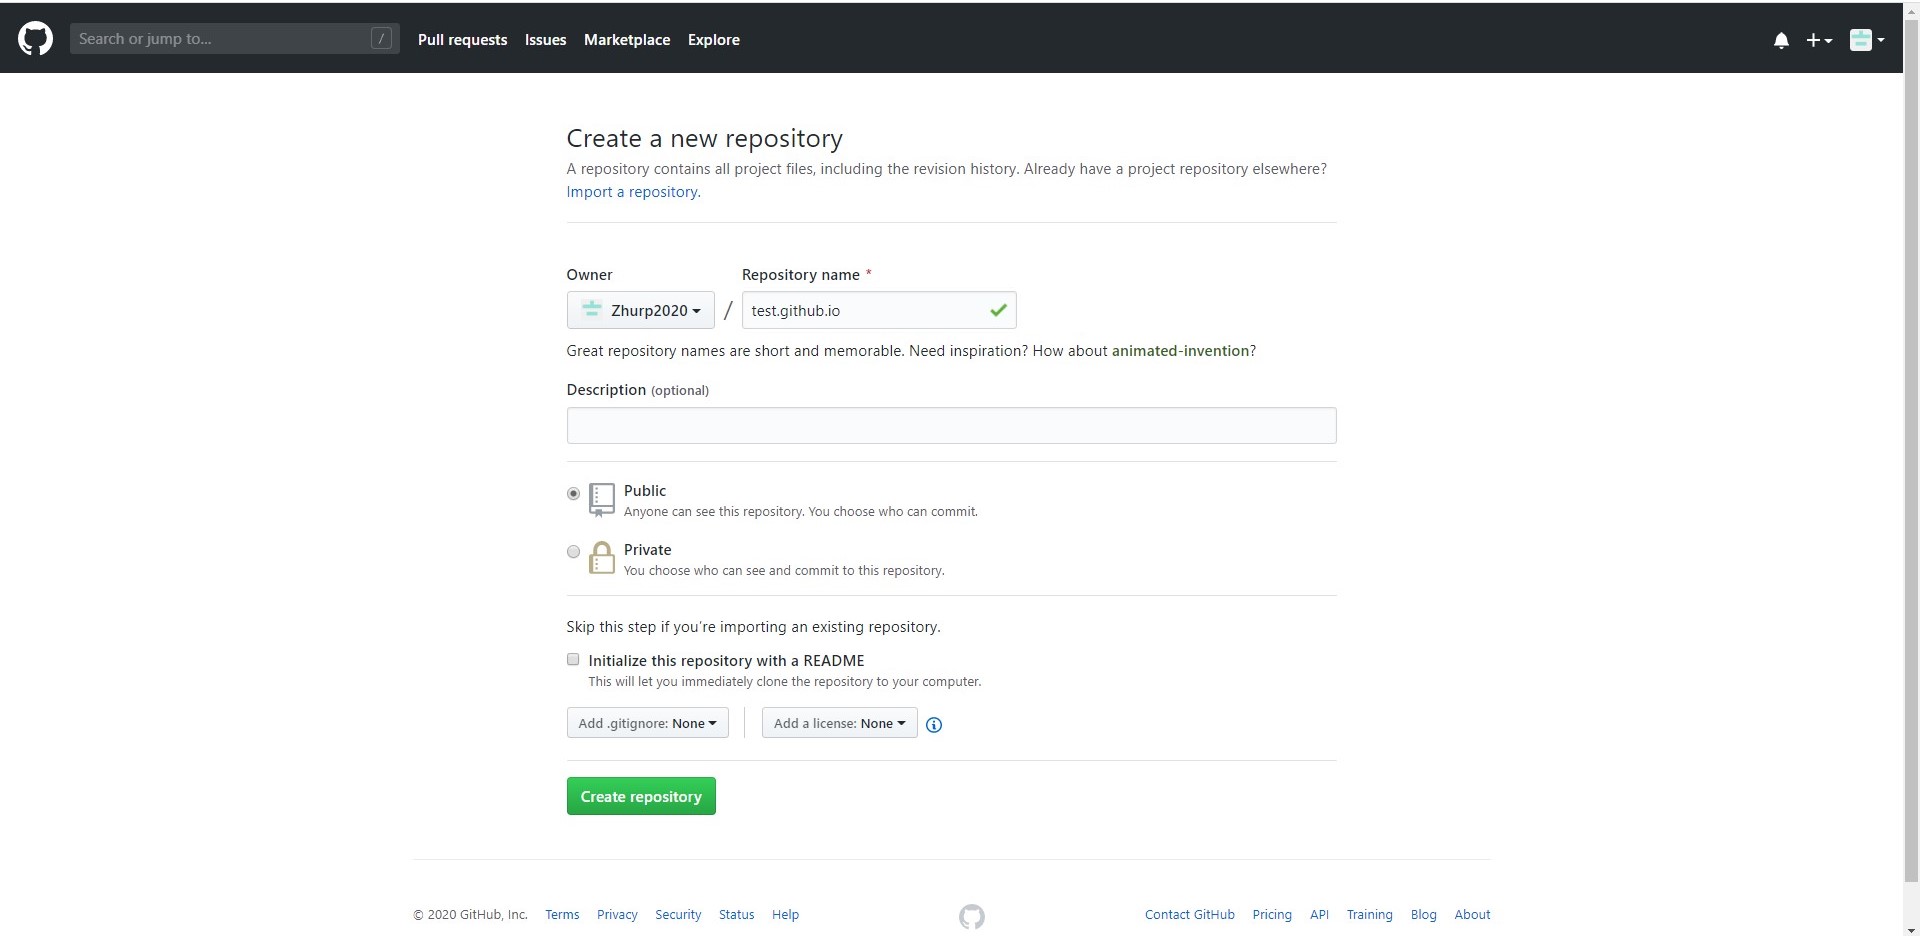 Search or jump to... /
Pull requests Issues Marketplace Explore
Create a new repository
A repository contains all project files, including the revision history. Already have a project repository elsewhere?
Import a repository.
Owner Repository name *
Zhurp2020 / test.github.io
Great repository names are short and memorable. Need inspiration? How about animated-invention?
Description (optional)
Public
Anyone can see this repository. You choose who can commit.
Private
You choose who can see and commit to this repository.
Skip this step if you're importing an existing repository.
Initialize this repository with a README
This will let you immediately clone the repository to your computer.
Add .gitignore: None Add a license: None
Create repository
© 2020 GitHub, Inc. Terms Privacy Security Status Help Contact GitHub Pricing API Training Blog About